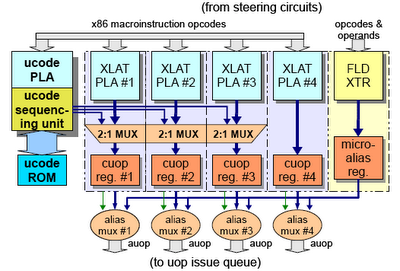 (from steering circuits)
x86 macroinstruction opcodes
opcodes &
operands
ucode
PLA
ucode
sequenc-
ing unit
ucode
ROM
XLAT
PLA #1
XLAT
PLA #2
XLAT
PLA #3
XLAT
PLA #4
FLD
XTR
2:1 MUX
2:1 MUX
2:1 MUX
cuop
reg. #1
cuop
reg. #2
cuop
reg. #3
cuop
reg. #4
micro-
alias
reg.
alias
mux #1
alias
mux #2
alias
mux #3
alias
mux #4
auop
auop
auop
auop
(to uop issue queue)